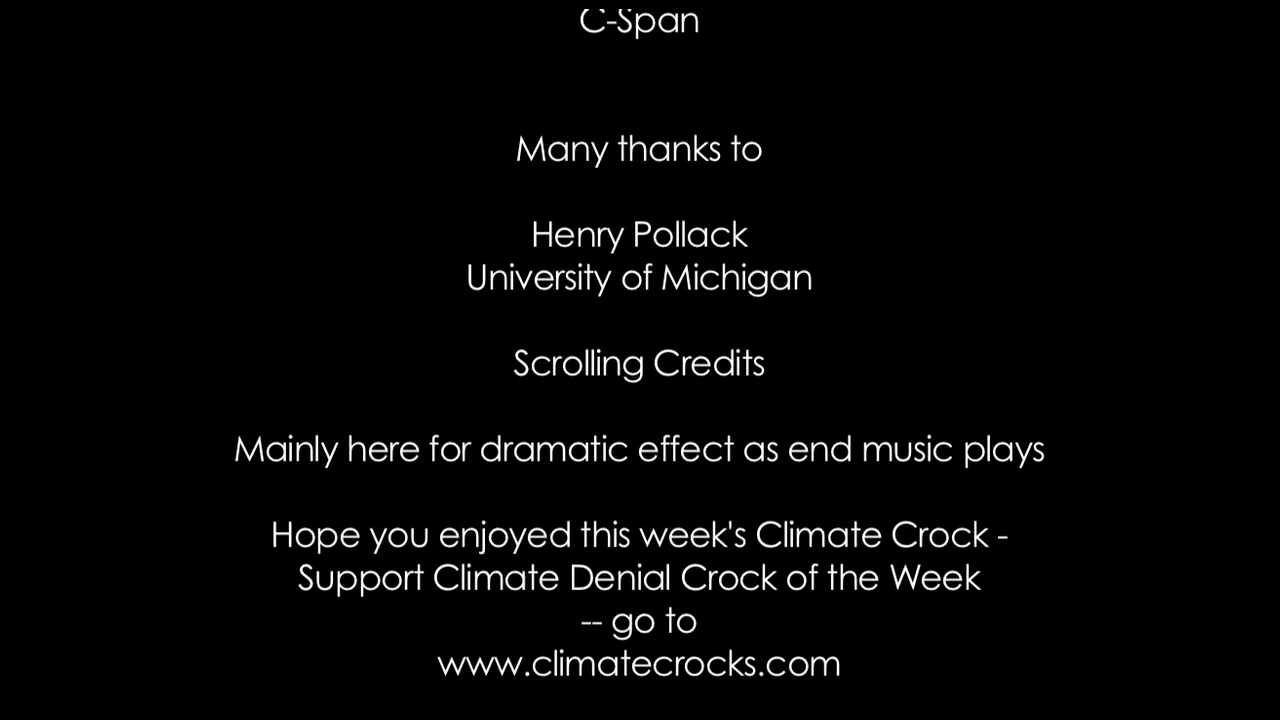 C-Span
Many thanks to
Henry Pollack
University of Michigan
Scrolling Credits
Mainly here for dramatic effect as end music plays
Hope you enjoyed this week's Climate Crock -
Support Climate Denial Crock of the Week
-- go to
www.climatecrocks.com